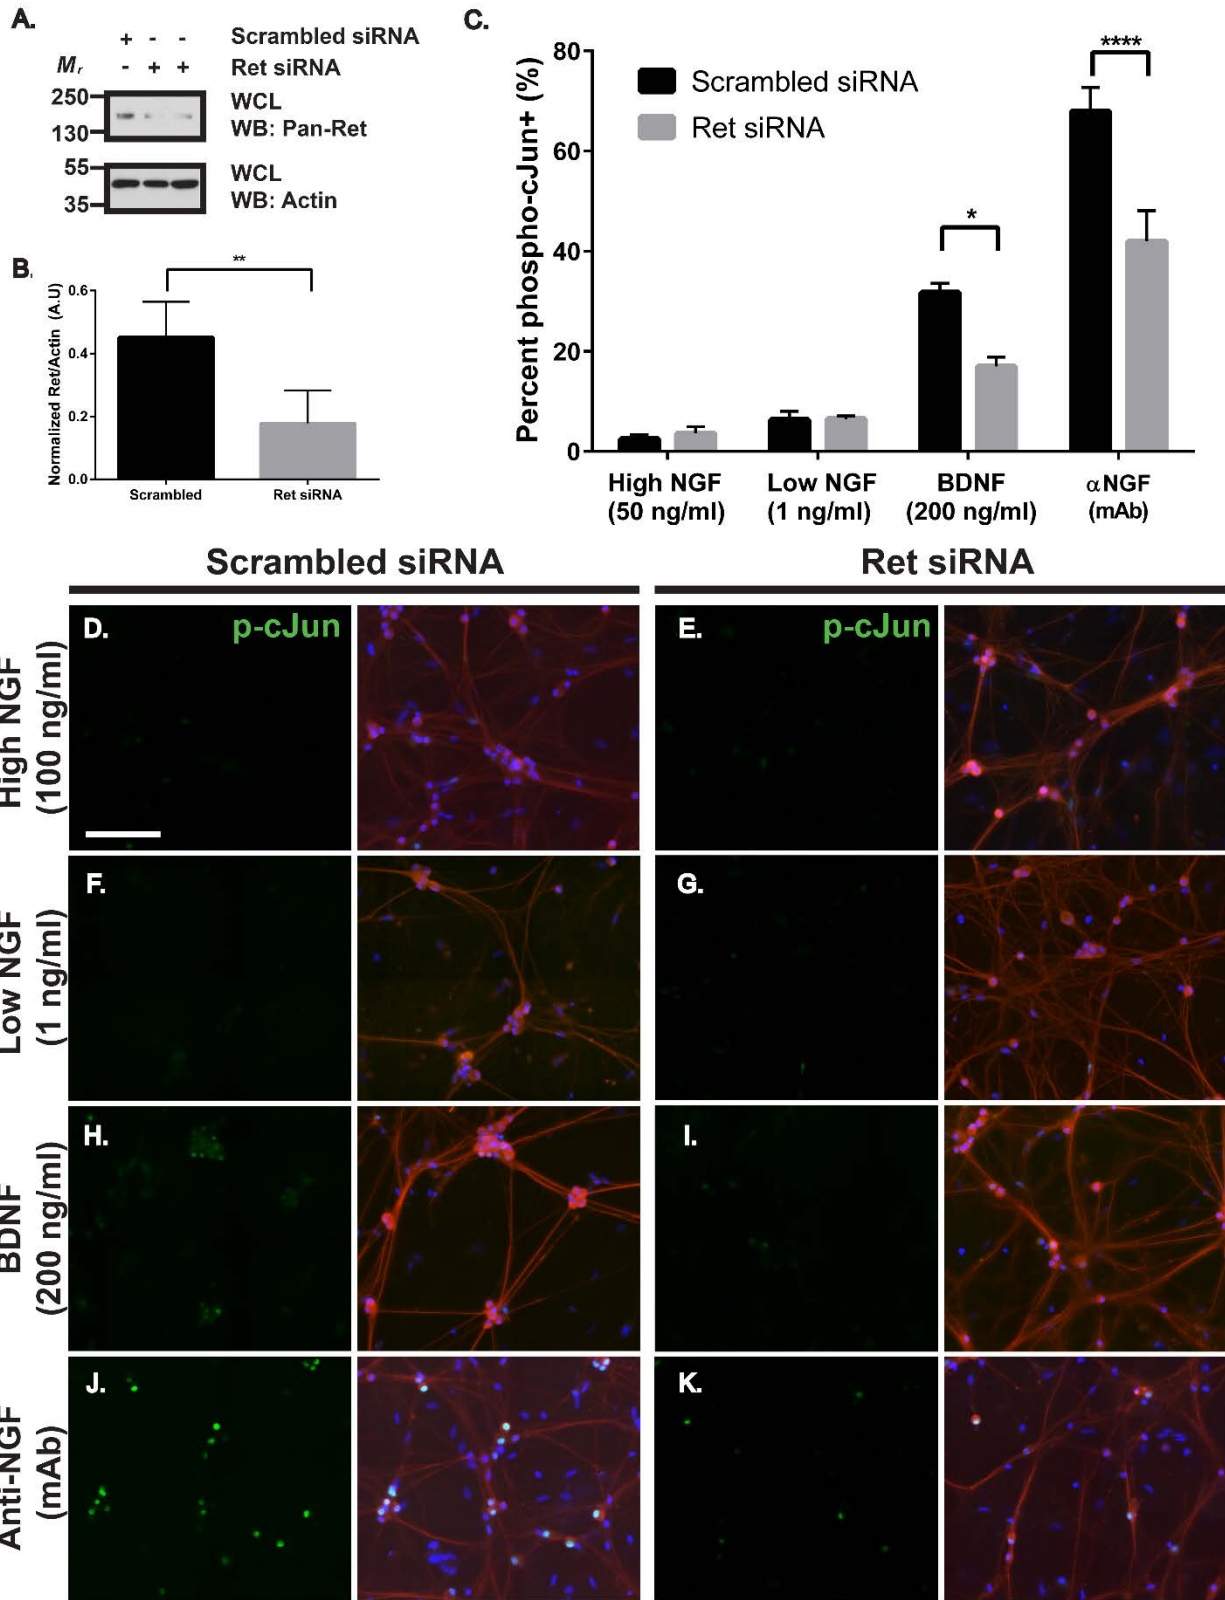 A.
+ - - Scrambled siRNA
Mr - + + Ret siRNA
250
130
WCL
WB: Pan-Ret
55
35
WCL
WB: Actin
B.
**
Normalized Ret/Actin (A.U)
0.6
0.4
0.2
0.0
Scrambled
Ret siRNA
C.
Percent phospho-cJun+ (%)
80
60
40
20
0
Scrambled siRNA
Ret siRNA
*
****
High NGF
(50 ng/ml)
Low NGF
(1 ng/ml)
BDNF
(200 ng/ml)
αNGF
(mAb)
Scrambled siRNA
Ret siRNA
High NGF
(100 ng/ml)
D.
p-cJun
E.
p-cJun
Low NGF
(1 ng/ml)
F.
G.
BDNF
(200 ng/ml)
H.
I.
Anti-NGF
(mAb)
J.
K.